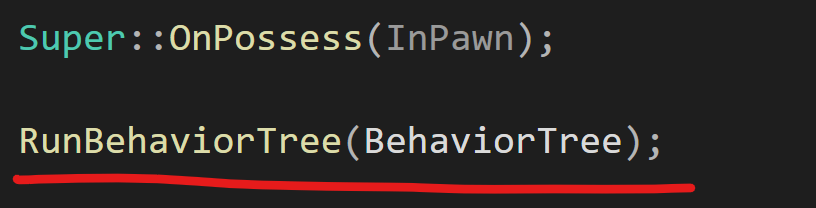 Super::OnPossess(InPawn);
RunBehaviorTree(BehaviorTree);